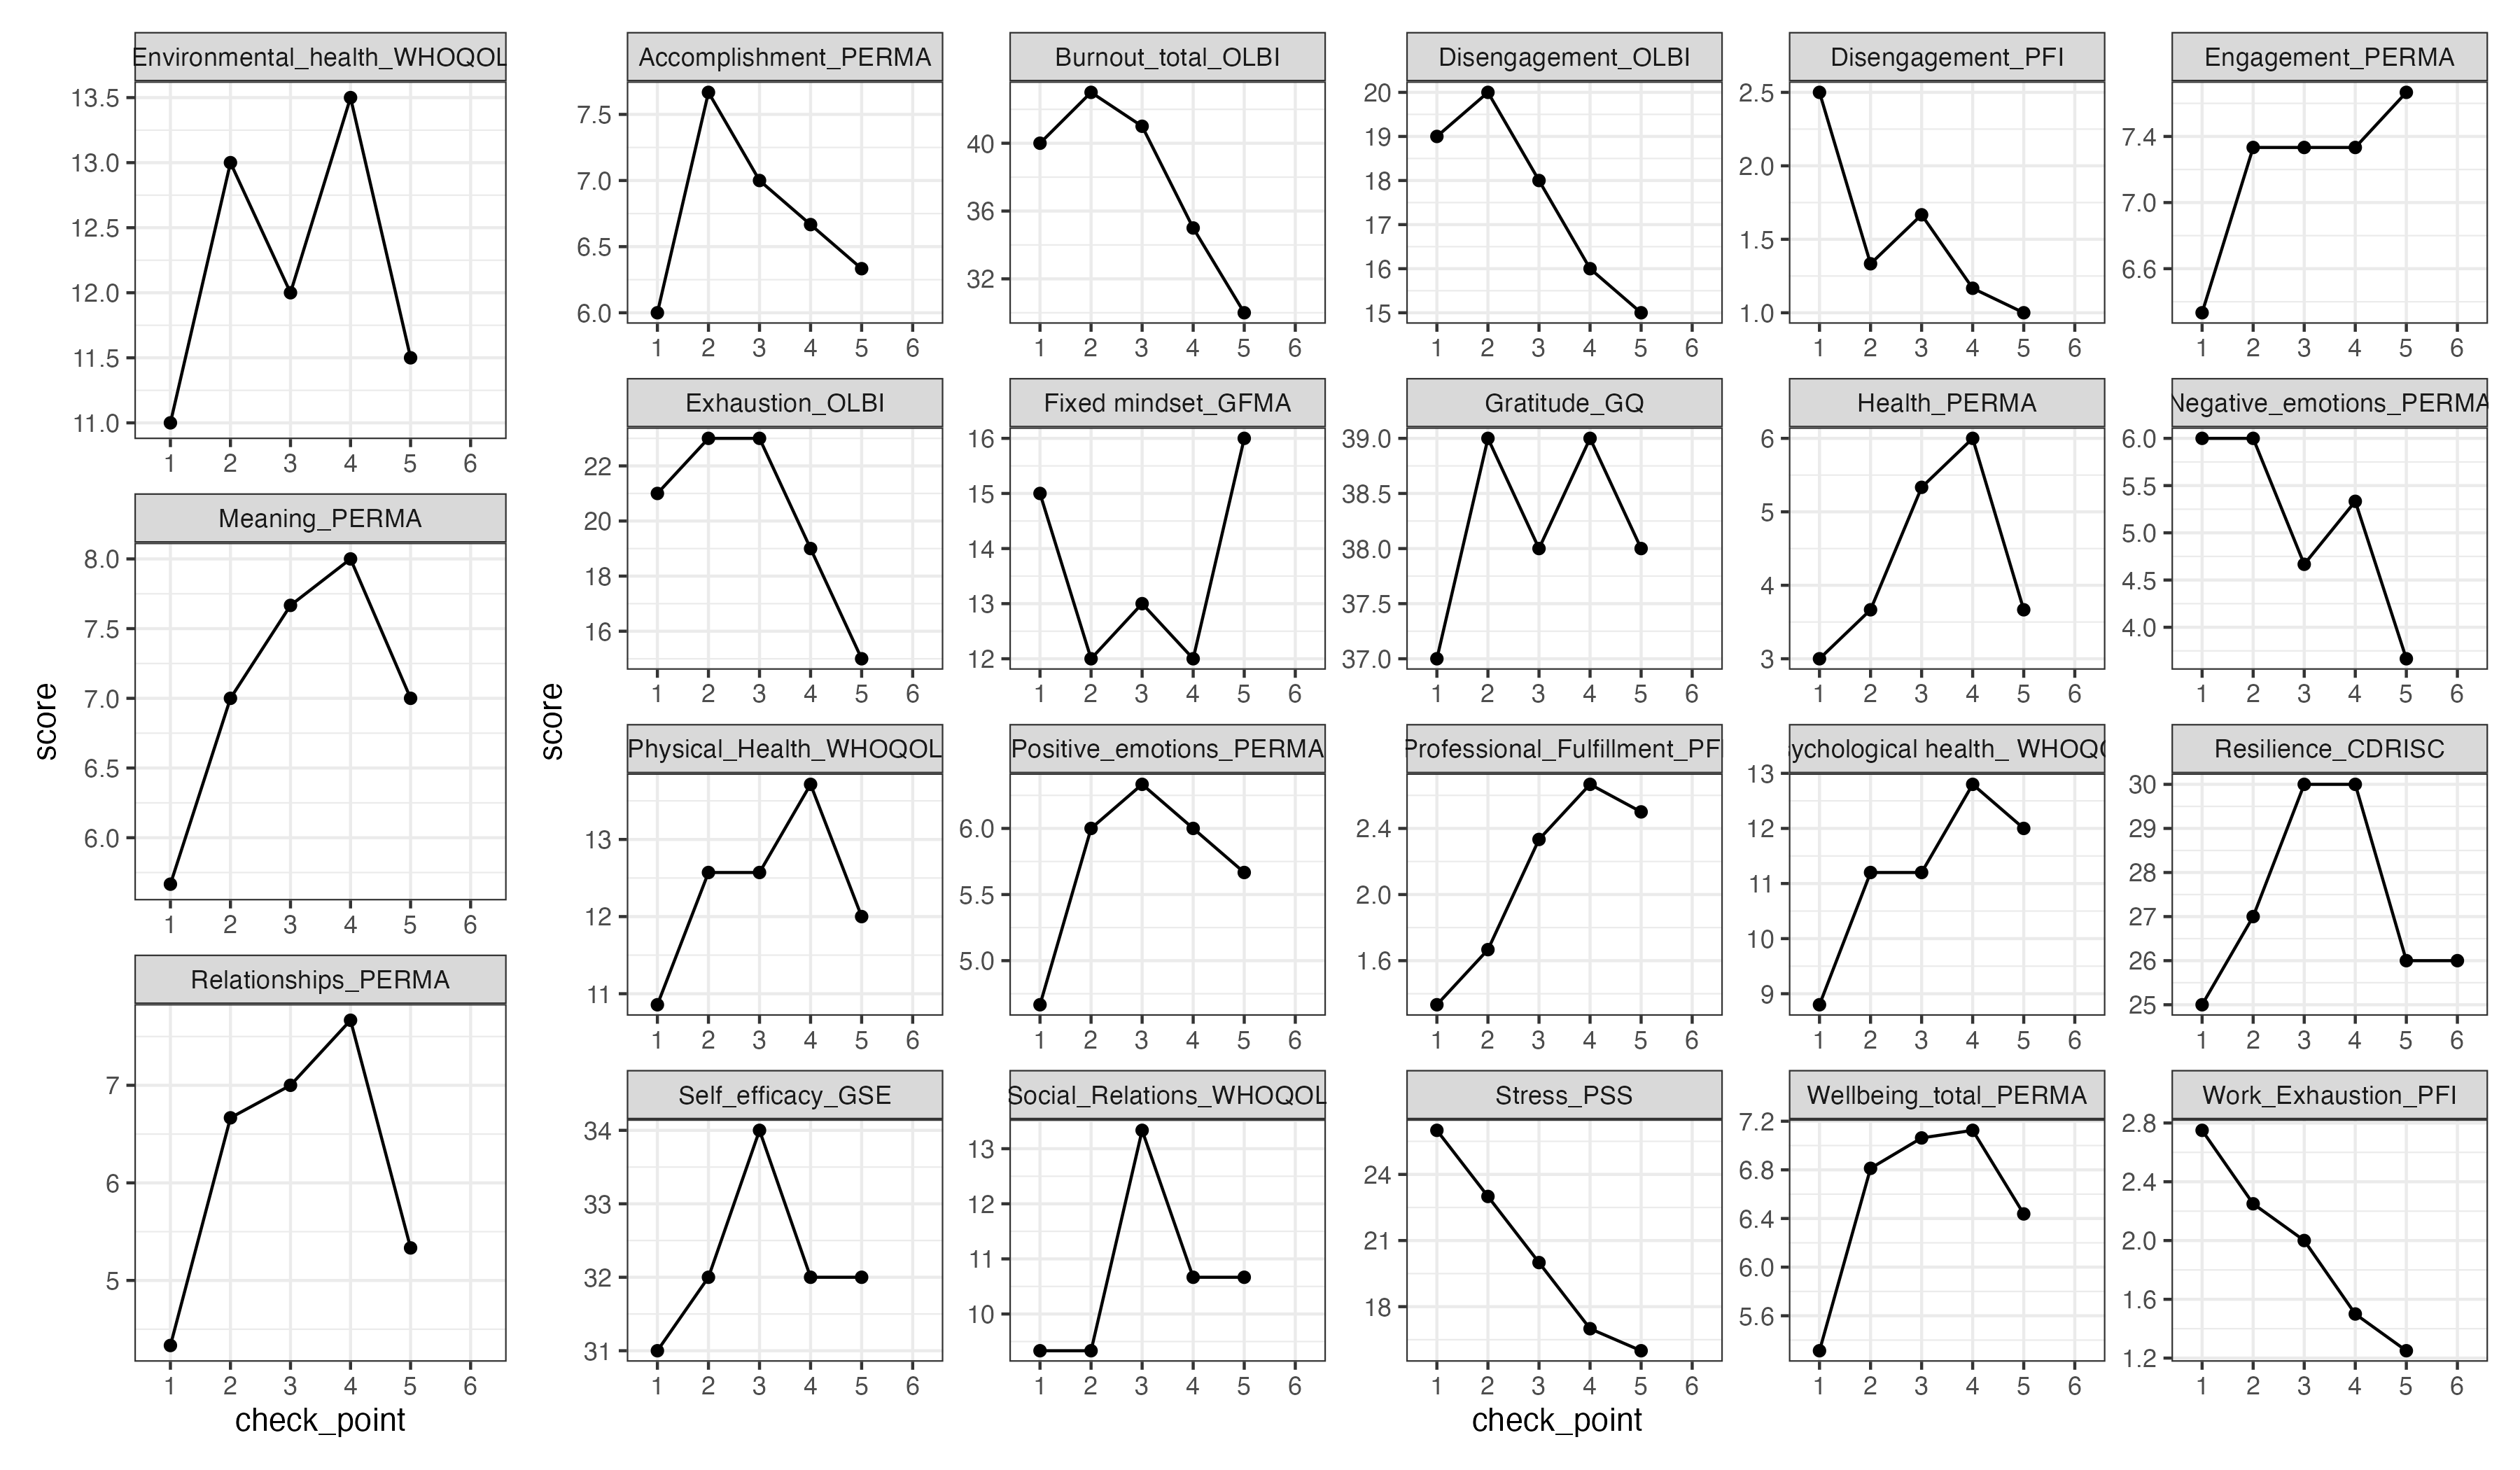 Environmental_health_WHOQOL
13.5
13.0
12.5
12.0
11.5
11.0
1 2 3 4 5 6
Meaning_PERMA
8.0
7.5
7.0
6.5
6.0
1 2 3 4 5 6
Relationships_PERMA
7
6
5
1 2 3 4 5 6
score
check_point
Accomplishment_PERMA
7.5
7.0
6.5
6.0
1 2 3 4 5 6
Burnout_total_OLBI
40
36
32
1 2 3 4 5 6
Disengagement_OLBI
20
19
18
17
16
15
1 2 3 4 5 6
Disengagement_PFI
2.5
2.0
1.5
1.0
1 2 3 4 5 6
Engagement_PERMA
7.4
7.0
6.6
1 2 3 4 5 6
Exhaustion_OLBI
22
20
18
16
1 2 3 4 5 6
Fixed mindset_GFMA
16
15
14
13
12
1 2 3 4 5 6
Gratitude_GQ
39.0
38.5
38.0
37.5
37.0
1 2 3 4 5 6
Health_PERMA
6
5
4
3
1 2 3 4 5 6
Negative_emotions_PERMA
6.0
5.5
5.0
4.5
4.0
1 2 3 4 5 6
Physical_Health_WHOQOL
13
12
11
1 2 3 4 5 6
Positive_emotions_PERMA
6.0
5.5
5.0
1 2 3 4 5 6
Professional_Fulfillment_PF
2.4
2.0
1.6
1 2 3 4 5 6
ychological health_ WHOQ
13
12
11
10
9
1 2 3 4 5 6
Resilience_CDRISC
30
29
28
27
26
25
1 2 3 4 5 6
Self_efficacy_GSE
34
33
32
31
1 2 3 4 5 6
Social_Relations_WHOQOL
13
12
11
10
1 2 3 4 5 6
Stress_PSS
24
21
18
1 2 3 4 5 6
Wellbeing_total_PERMA
7.2
6.8
6.4
6.0
5.6
1 2 3 4 5 6
Work_Exhaustion_PFI
2.8
2.4
2.0
1.6
1.2
1 2 3 4 5 6
score
check_point